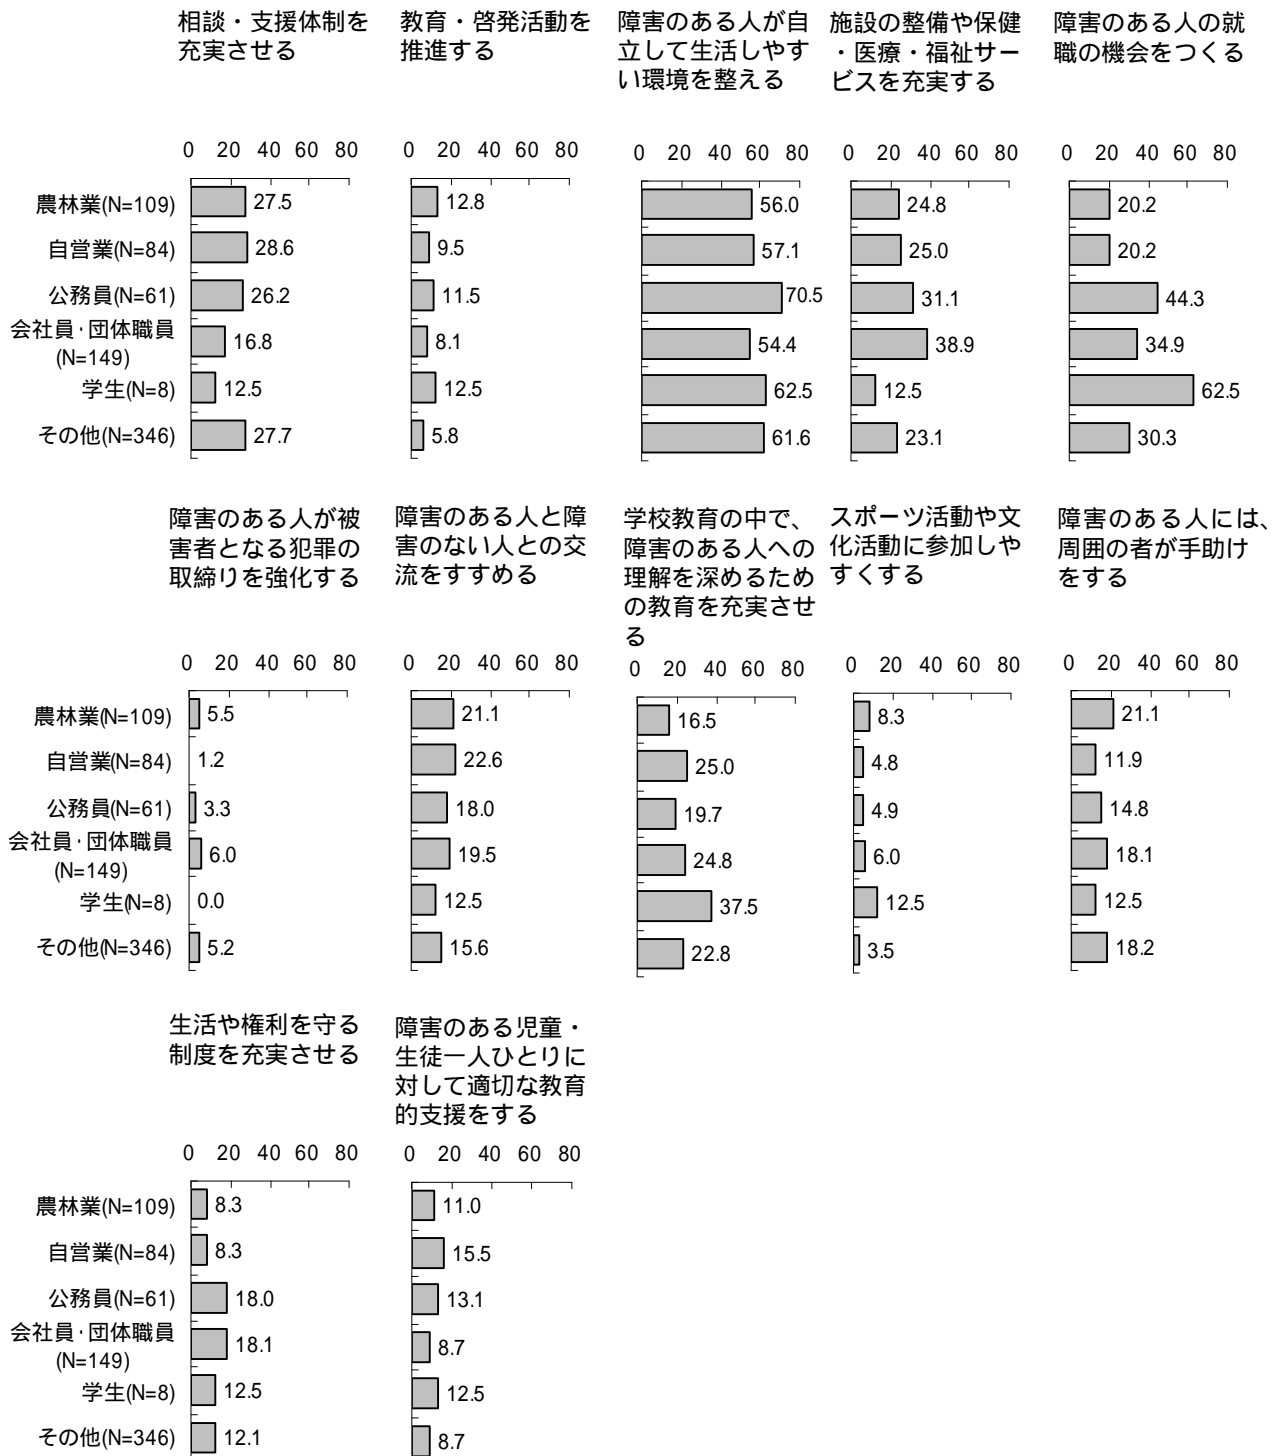 相談・支援体制を
充実させる
教育・啓発活動を
推進する
障害のある人が自
立して生活しやす
い環境を整える
施設の整備や保健
・医療・福祉サー
ビスを充実する
障害のある人の就
職の機会をつくる
0 20 40 60 80
0 20 40 60 80
0 20 40 60 80
0 20 40 60 80
0 20 40 60 80
農林業(N=109) 27.5 12.8 56.0 24.8 20.2
自営業(N=84) 28.6 9.5 57.1 25.0 20.2
公務員(N=61) 26.2 11.5 70.5 31.1 44.3
会社員・団体職員
(N=149) 16.8 8.1 54.4 38.9 34.9
学生(N=8) 12.5 12.5 62.5 12.5 62.5
その他(N=346) 27.7 5.8 61.6 23.1 30.3
障害のある人が被
害者となる犯罪の
取締りを強化する
障害のある人と障
害のない人との交
流をすすめる
学校教育の中で、
障害のある人への
理解を深めるため
の教育を充実させ
る
スポーツ活動や文
化活動に参加しや
すくする
障害のある人には、
周囲の者が手助け
をする
0 20 40 60 80
0 20 40 60 80
0 20 40 60 80
0 20 40 60 80
0 20 40 60 80
農林業(N=109) 5.5 21.1 16.5 8.3 21.1
自営業(N=84) 1.2 22.6 25.0 4.8 11.9
公務員(N=61) 3.3 18.0 19.7 4.9 14.8
会社員・団体職員
(N=149) 6.0 19.5 24.8 6.0 18.1
学生(N=8) 0.0 12.5 37.5 12.5 12.5
その他(N=346) 5.2 15.6 22.8 3.5 18.2
生活や権利を守る
制度を充実させる
障害のある児童・
生徒一人ひとりに
対して適切な教育
的支援をする
0 20 40 60 80
0 20 40 60 80
農林業(N=109) 8.3 11.0
自営業(N=84) 8.3 15.5
公務員(N=61) 18.0 13.1
会社員・団体職員
(N=149) 18.1 8.7
学生(N=8) 12.5 12.5
その他(N=346) 12.1 8.7